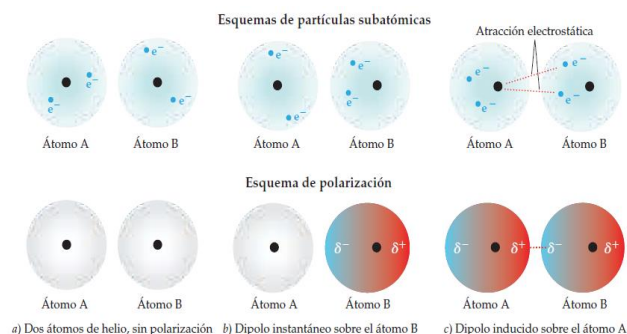 Esquemas de partículas subatómicas
Atracción electrostática
e⁻
e⁻
e⁻
e⁻
e⁻
e⁻
e⁻
e⁻
e⁻
e⁻
e⁻
e⁻
Átomo A Átomo B Átomo A Átomo B Átomo A Átomo B
Esquema de polarización
δ⁻ δ⁺ δ⁻ δ⁺ δ⁻ δ⁺
Átomo A Átomo B Átomo A Átomo B Átomo A Átomo B
a) Dos átomos de helio, sin polarización b) Dipolo instantáneo sobre el átomo B c) Dipolo inducido sobre el átomo A